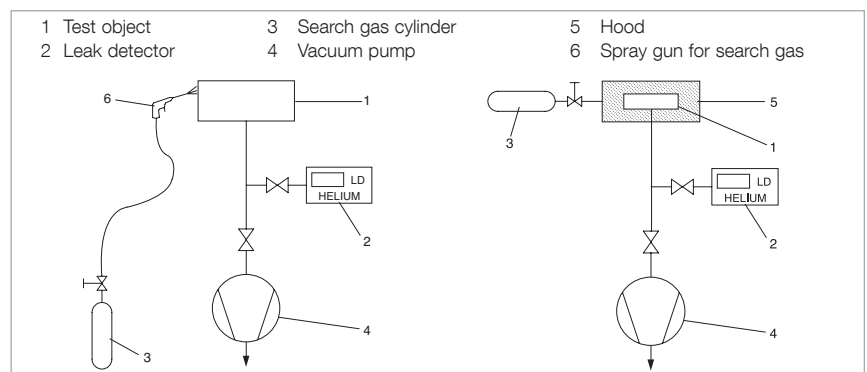 1 Test object 3 Search gas cylinder 5 Hood
2 Leak detector 4 Vacuum pump 6 Spray gun for search gas
6
1
LD
HELIUM
2
4
3
3
5
1
LD
HELIUM
2
4